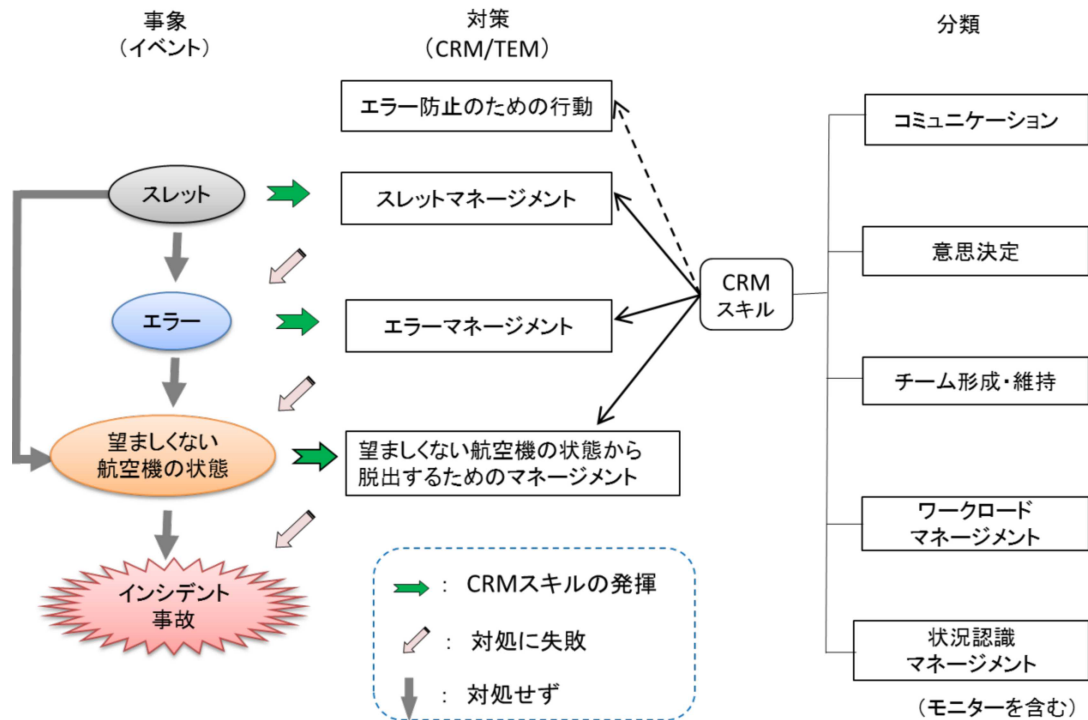 事象
（イベント）
対策
（CRM/TEM）
分類
エラー防止のための行動
コミュニケーション
スレット
スレットマネージメント
意思決定
CRM
スキル
エラー
エラーマネージメント
チーム形成・維持
望ましくない
航空機の状態
望ましくない航空機の状態から
脱出するためのマネージメント
ワークロード
マネージメント
インシデント
事故
： CRMスキルの発揮
： 対処に失敗
： 対処せず
状況認識
マネージメント
（モニターを含む）